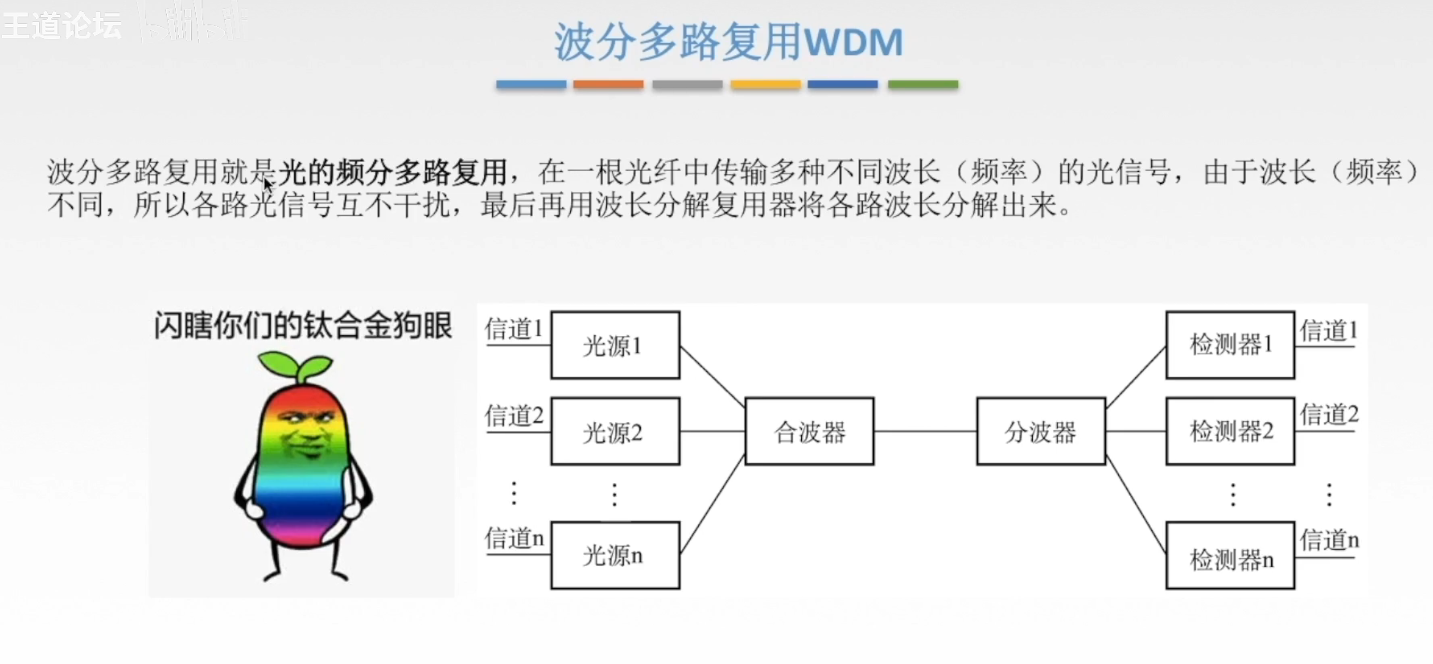 王道论坛
波分多路复用WDM
波分多路复用就是光的频分多路复用，在一根光纤中传输多种不同波长（频率）的光信号，由于波长（频率）
不同，所以各路光信号互不干扰，最后再用波长分解复用器将各路波长分解出来。
闪瞎你们的钛合金狗眼
信道1
光源1
检测器1
信道1
信道2
光源2
合波器
分波器
检测器2
信道2
⋮
⋮
⋮
⋮
信道n
光源n
检测器n
信道n